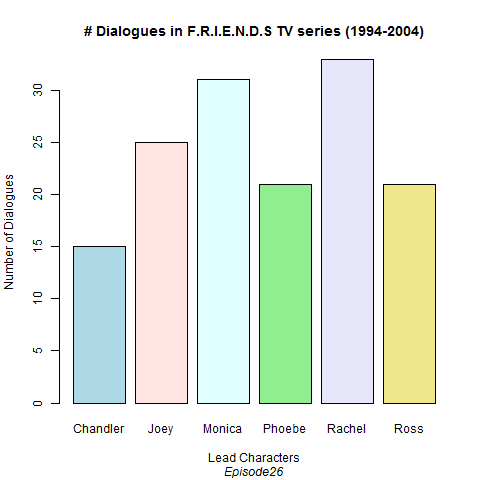 # Dialogues in F.R.I.E.N.D.S TV series (1994-2004)
Number of Dialogues
30
25
20
15
10
5
0
Chandler Joey Monica Phoebe Rachel Ross
Lead Characters
Episode26